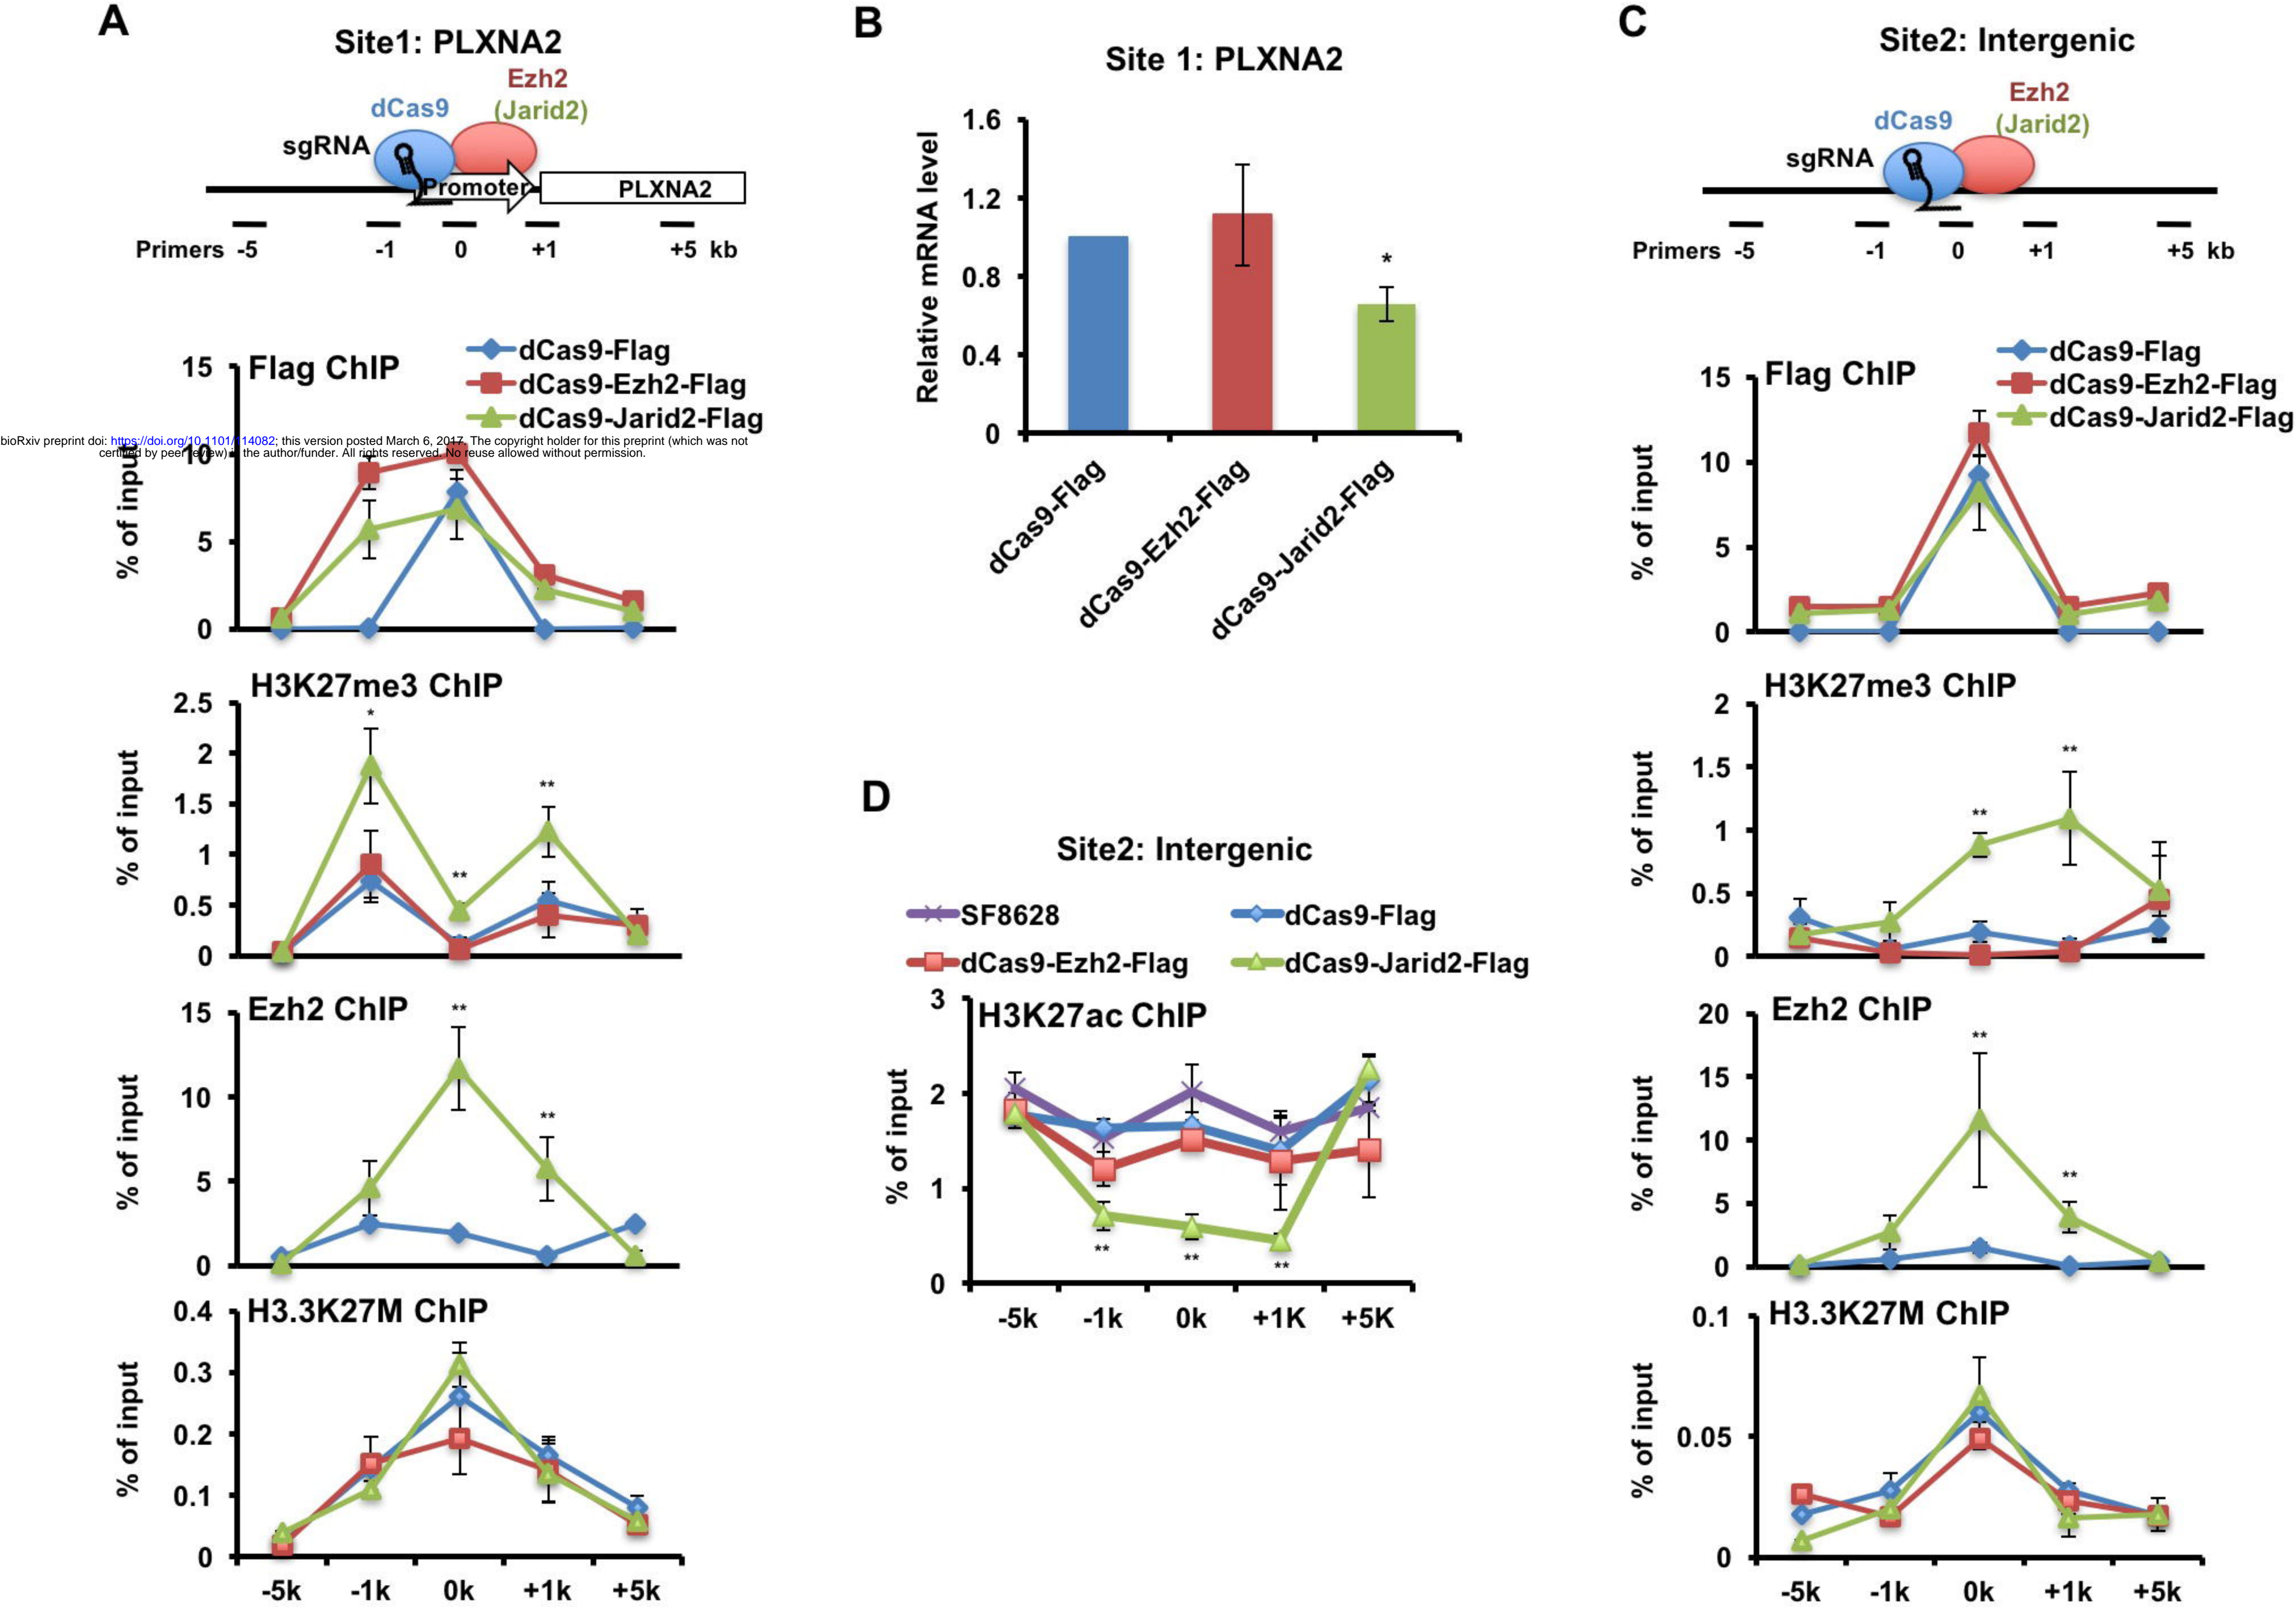 A
Site1: PLXNA2
Ezh2
dCas9
(Jarid2)
sgRNA
Promoter
PLXNA2
Primers -5 -1 0 +1 +5 kb
Flag ChIP
dCas9-Flag
dCas9-Ezh2-Flag
dCas9-Jarid2-Flag
15
10
5
0
% of input
bioRxiv preprint doi: https://doi.org/10.1101/114082; this version posted March 6, 2017. The copyright holder for this preprint (which was not
certified by peer review) is the author/funder. All rights reserved. No reuse allowed without permission.
H3K27me3 ChIP
2.5
2
1.5
1
0.5
0
% of input
*
**
**
Ezh2 ChIP
15
10
5
0
% of input
**
**
H3.3K27M ChIP
0.4
0.3
0.2
0.1
0
% of input
-5k -1k 0k +1k +5k
B
Site 1: PLXNA2
Relative mRNA level
1.6
1.2
0.8
0.4
0
*
dCas9-Flag
dCas9-Ezh2-Flag
dCas9-Jarid2-Flag
D
Site2: Intergenic
SF8628
dCas9-Flag
dCas9-Ezh2-Flag
dCas9-Jarid2-Flag
H3K27ac ChIP
3
2
1
0
% of input
**
**
**
-5k -1k 0k +1K +5K
C
Site2: Intergenic
Ezh2
dCas9
(Jarid2)
sgRNA
Primers -5 -1 0 +1 +5 kb
Flag ChIP
dCas9-Flag
dCas9-Ezh2-Flag
dCas9-Jarid2-Flag
15
10
5
0
% of input
H3K27me3 ChIP
2
1.5
1
0.5
0
% of input
**
**
Ezh2 ChIP
20
15
10
5
0
% of input
**
**
H3.3K27M ChIP
0.1
0.05
0
% of input
-5k -1k 0k +1k +5k